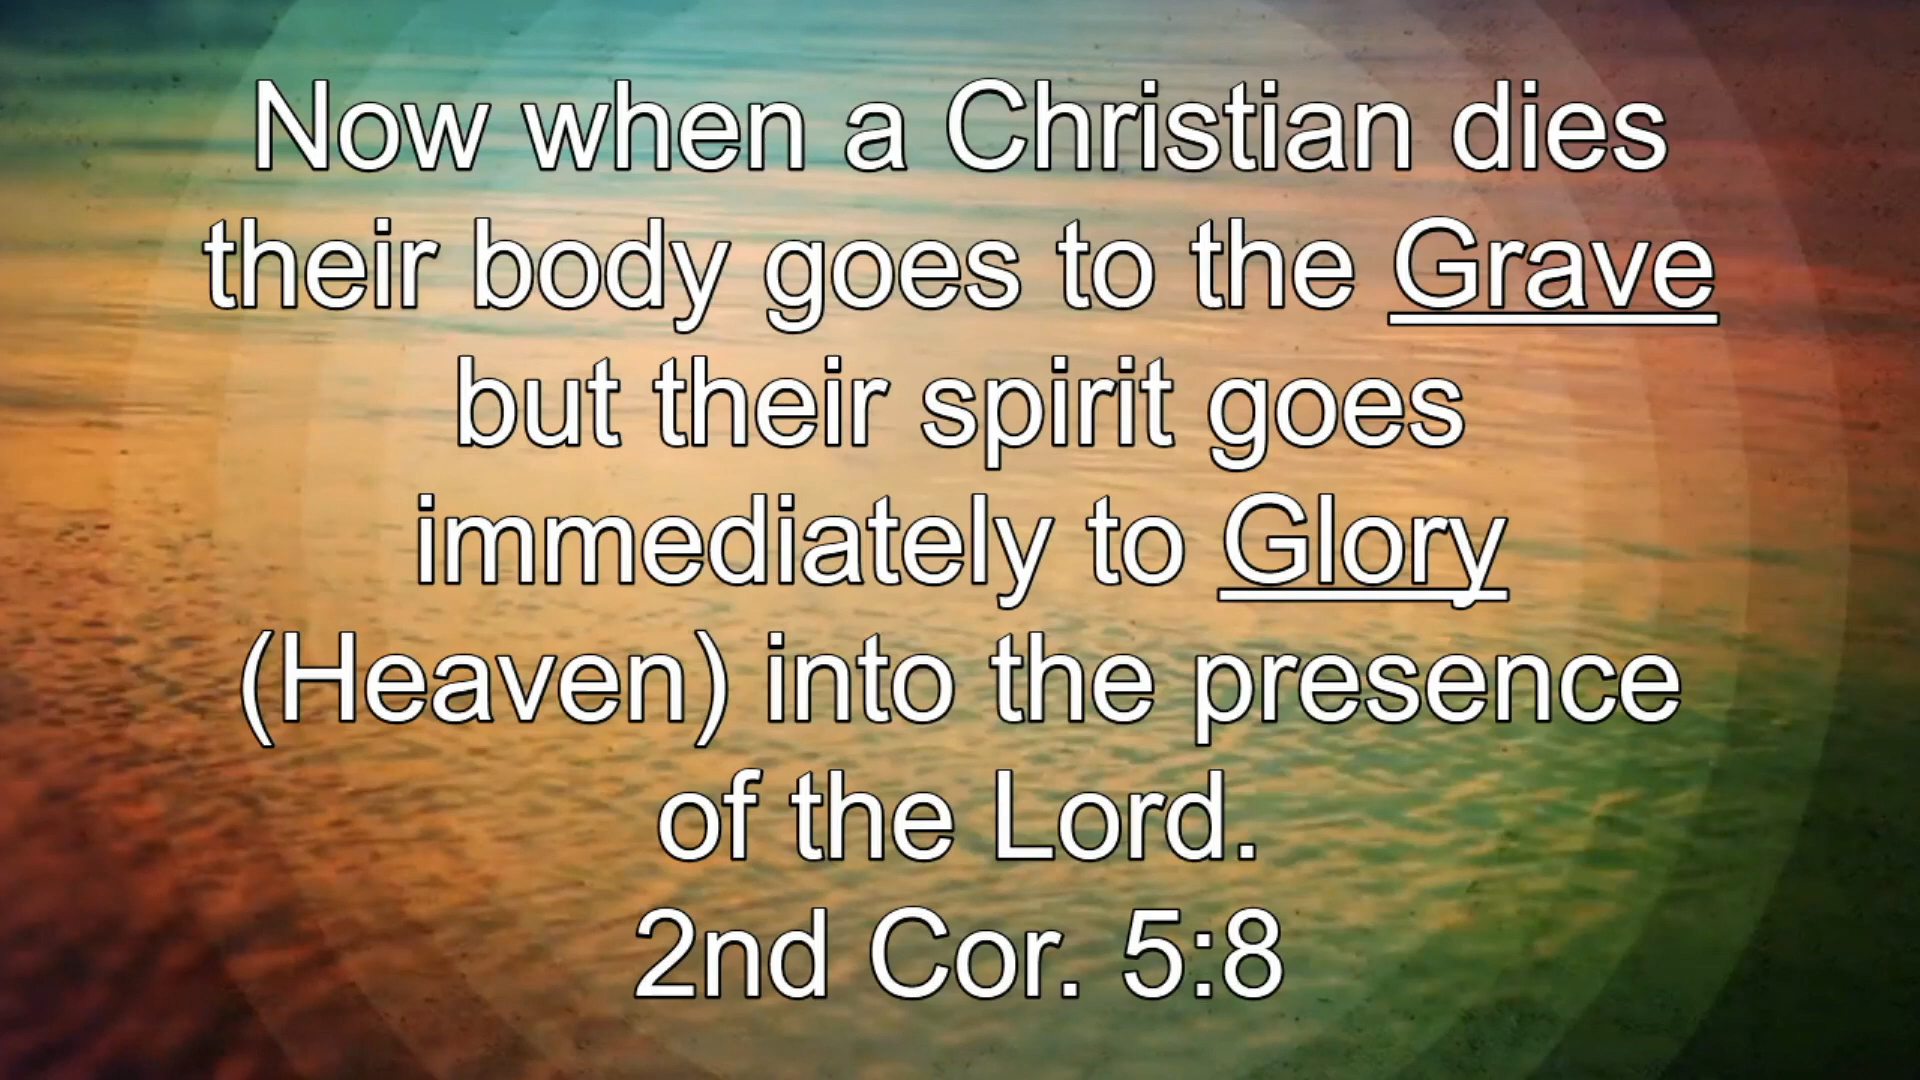 Now when a Christian dies
their body goes to the Grave
but their spirit goes
immediately to Glory
(Heaven) into the presence
of the Lord.
2nd Cor. 5:8